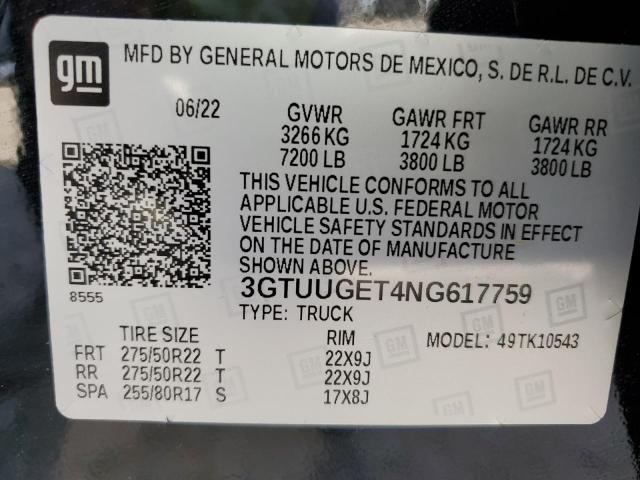 gm
MFD BY GENERAL MOTORS DE MEXICO, S. DE R.L. DE C.V.
06/22 GVWR GAWR FRT GAWR RR
3266 KG 1724 KG 1724 KG
7200 LB 3800 LB 3800 LB
THIS VEHICLE CONFORMS TO ALL
APPLICABLE U.S. FEDERAL MOTOR
VEHICLE SAFETY STANDARDS IN EFFECT
ON THE DATE OF MANUFACTURE
SHOWN ABOVE.
8555
3GTUUGET4NG617759
TYPE: TRUCK
TIRE SIZE RIM MODEL: 49TK10543
FRT 275/50R22 T 22X9J
RR 275/50R22 T 22X9J
SPA 255/80R17 S 17X8J